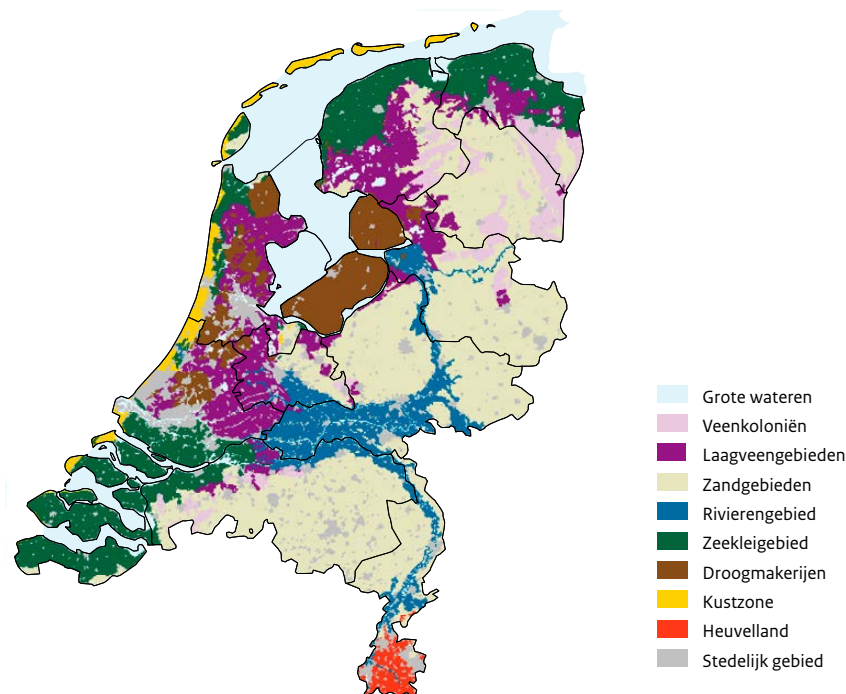 Grote wateren
Veenkoloniën
Laagveengebieden
Zandgebieden
Rivierengebied
Zeekleigebied
Droogmakerijen
Kustzone
Heuvelland
Stedelijk gebied